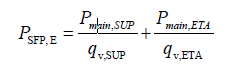 P_SFP, E = P_main,SUP / q_v,SUP + P_main,ETA / q_v,ETA